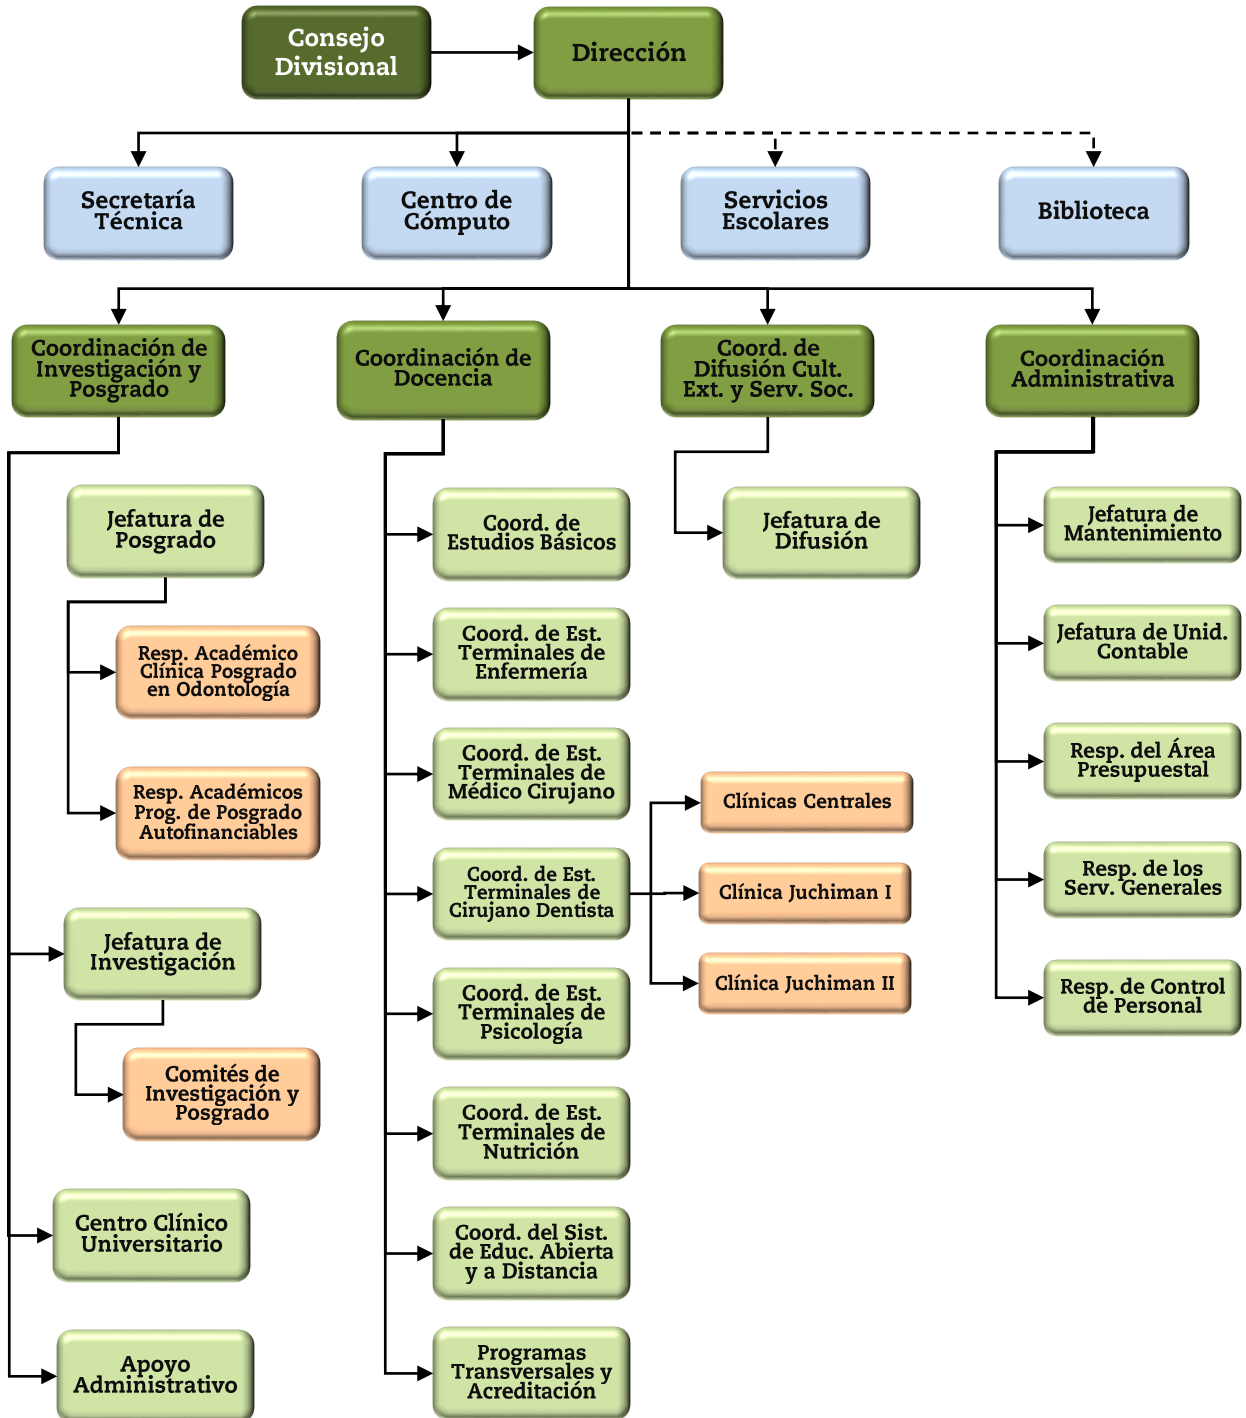 Consejo
Divisional
Dirección
Secretaría
Técnica
Centro de
Cómputo
Servicios
Escolares
Biblioteca
Coordinación de
Investigación y
Posgrado
Coordinación de
Docencia
Coord. de
Difusión Cult.
Ext. y Serv. Soc.
Coordinación
Administrativa
Jefatura de
Posgrado
Resp. Académico
Clínica Posgrado
en Odontología
Resp. Académicos
Prog. de Posgrado
Autofinanciables
Jefatura de
Investigación
Comités de
Investigación y
Posgrado
Centro Clínico
Universitario
Apoyo
Administrativo
Coord. de
Estudios Básicos
Coord. de Est.
Terminales de
Enfermería
Coord. de Est.
Terminales de
Médico Cirujano
Coord. de Est.
Terminales de
Cirujano Dentista
Clínicas Centrales
Clínica Juchiman I
Clínica Juchiman II
Coord. de Est.
Terminales de
Psicología
Coord. de Est.
Terminales de
Nutrición
Coord. del Sist.
de Educ. Abierta
y a Distancia
Programas
Transversales y
Acreditación
Jefatura de
Difusión
Jefatura de
Mantenimiento
Jefatura de Unid.
Contable
Resp. del Área
Presupuestal
Resp. de los
Serv. Generales
Resp. de Control
de Personal